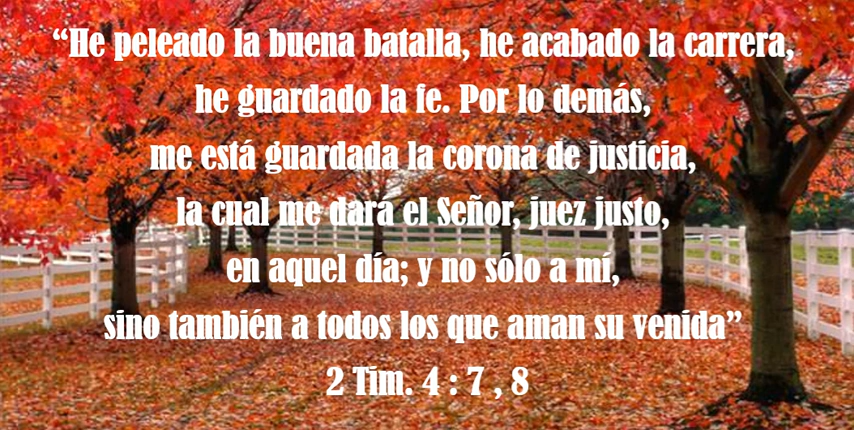 “He peleado la buena batalla, he acabado la carrera,
he guardado la fe. Por lo demás,
me está guardada la corona de justicia,
la cual me dará el Señor, juez justo,
en aquel día; y no sólo a mí,
sino también a todos los que aman su venida”
2 Tim. 4 : 7 , 8